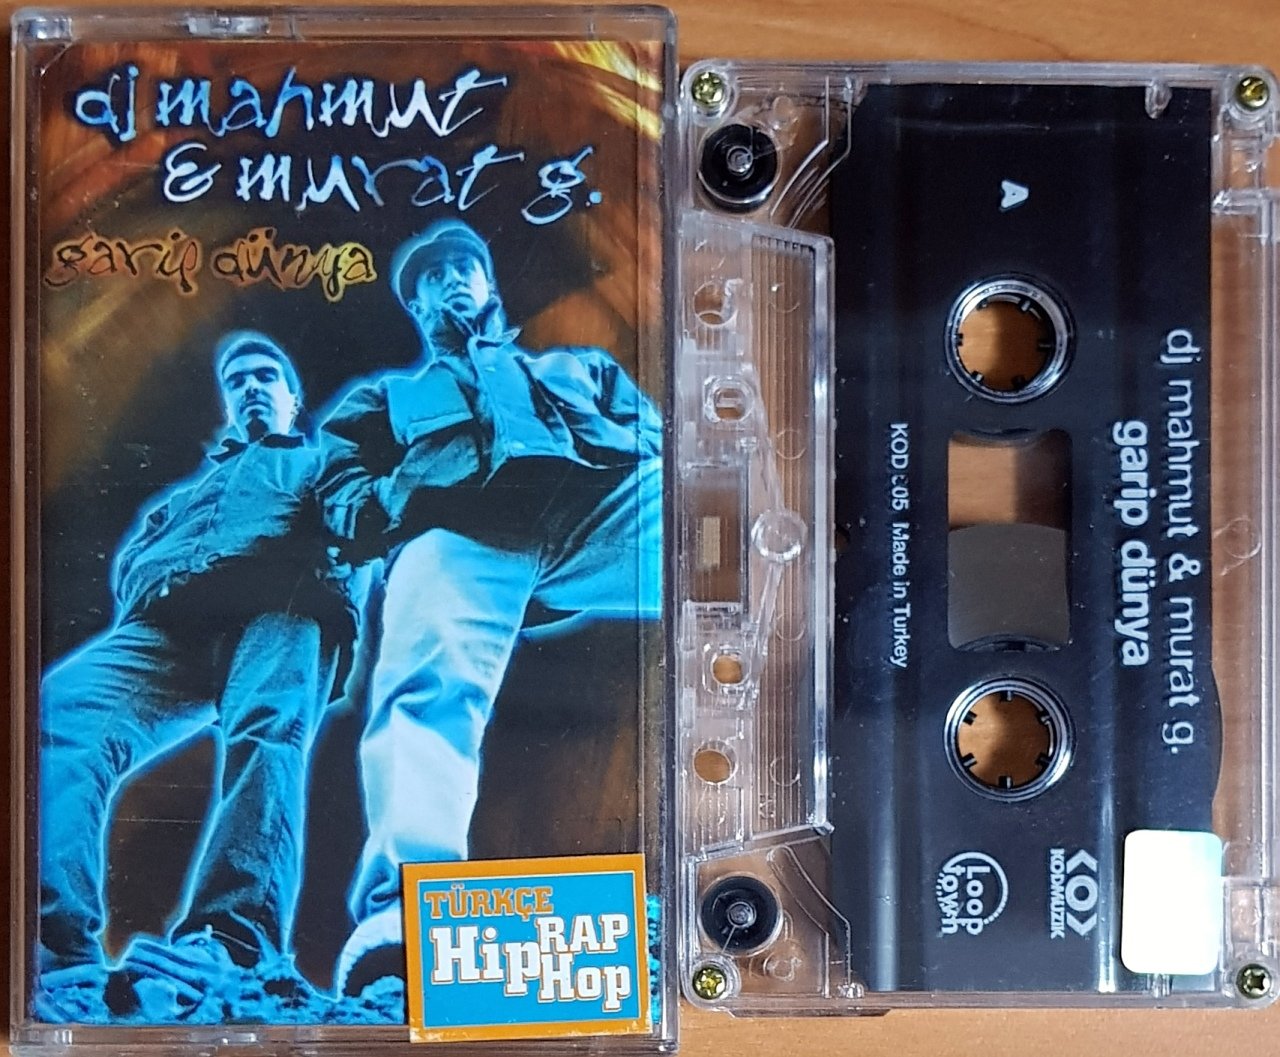 dj mahmut
& murat g.
garip dünya
TÜRKÇE
RAP
HipHop
A
dj mahmut & murat g.
garip dünya
Made in Turkey
Loop
town
KOD
KODMUZIK